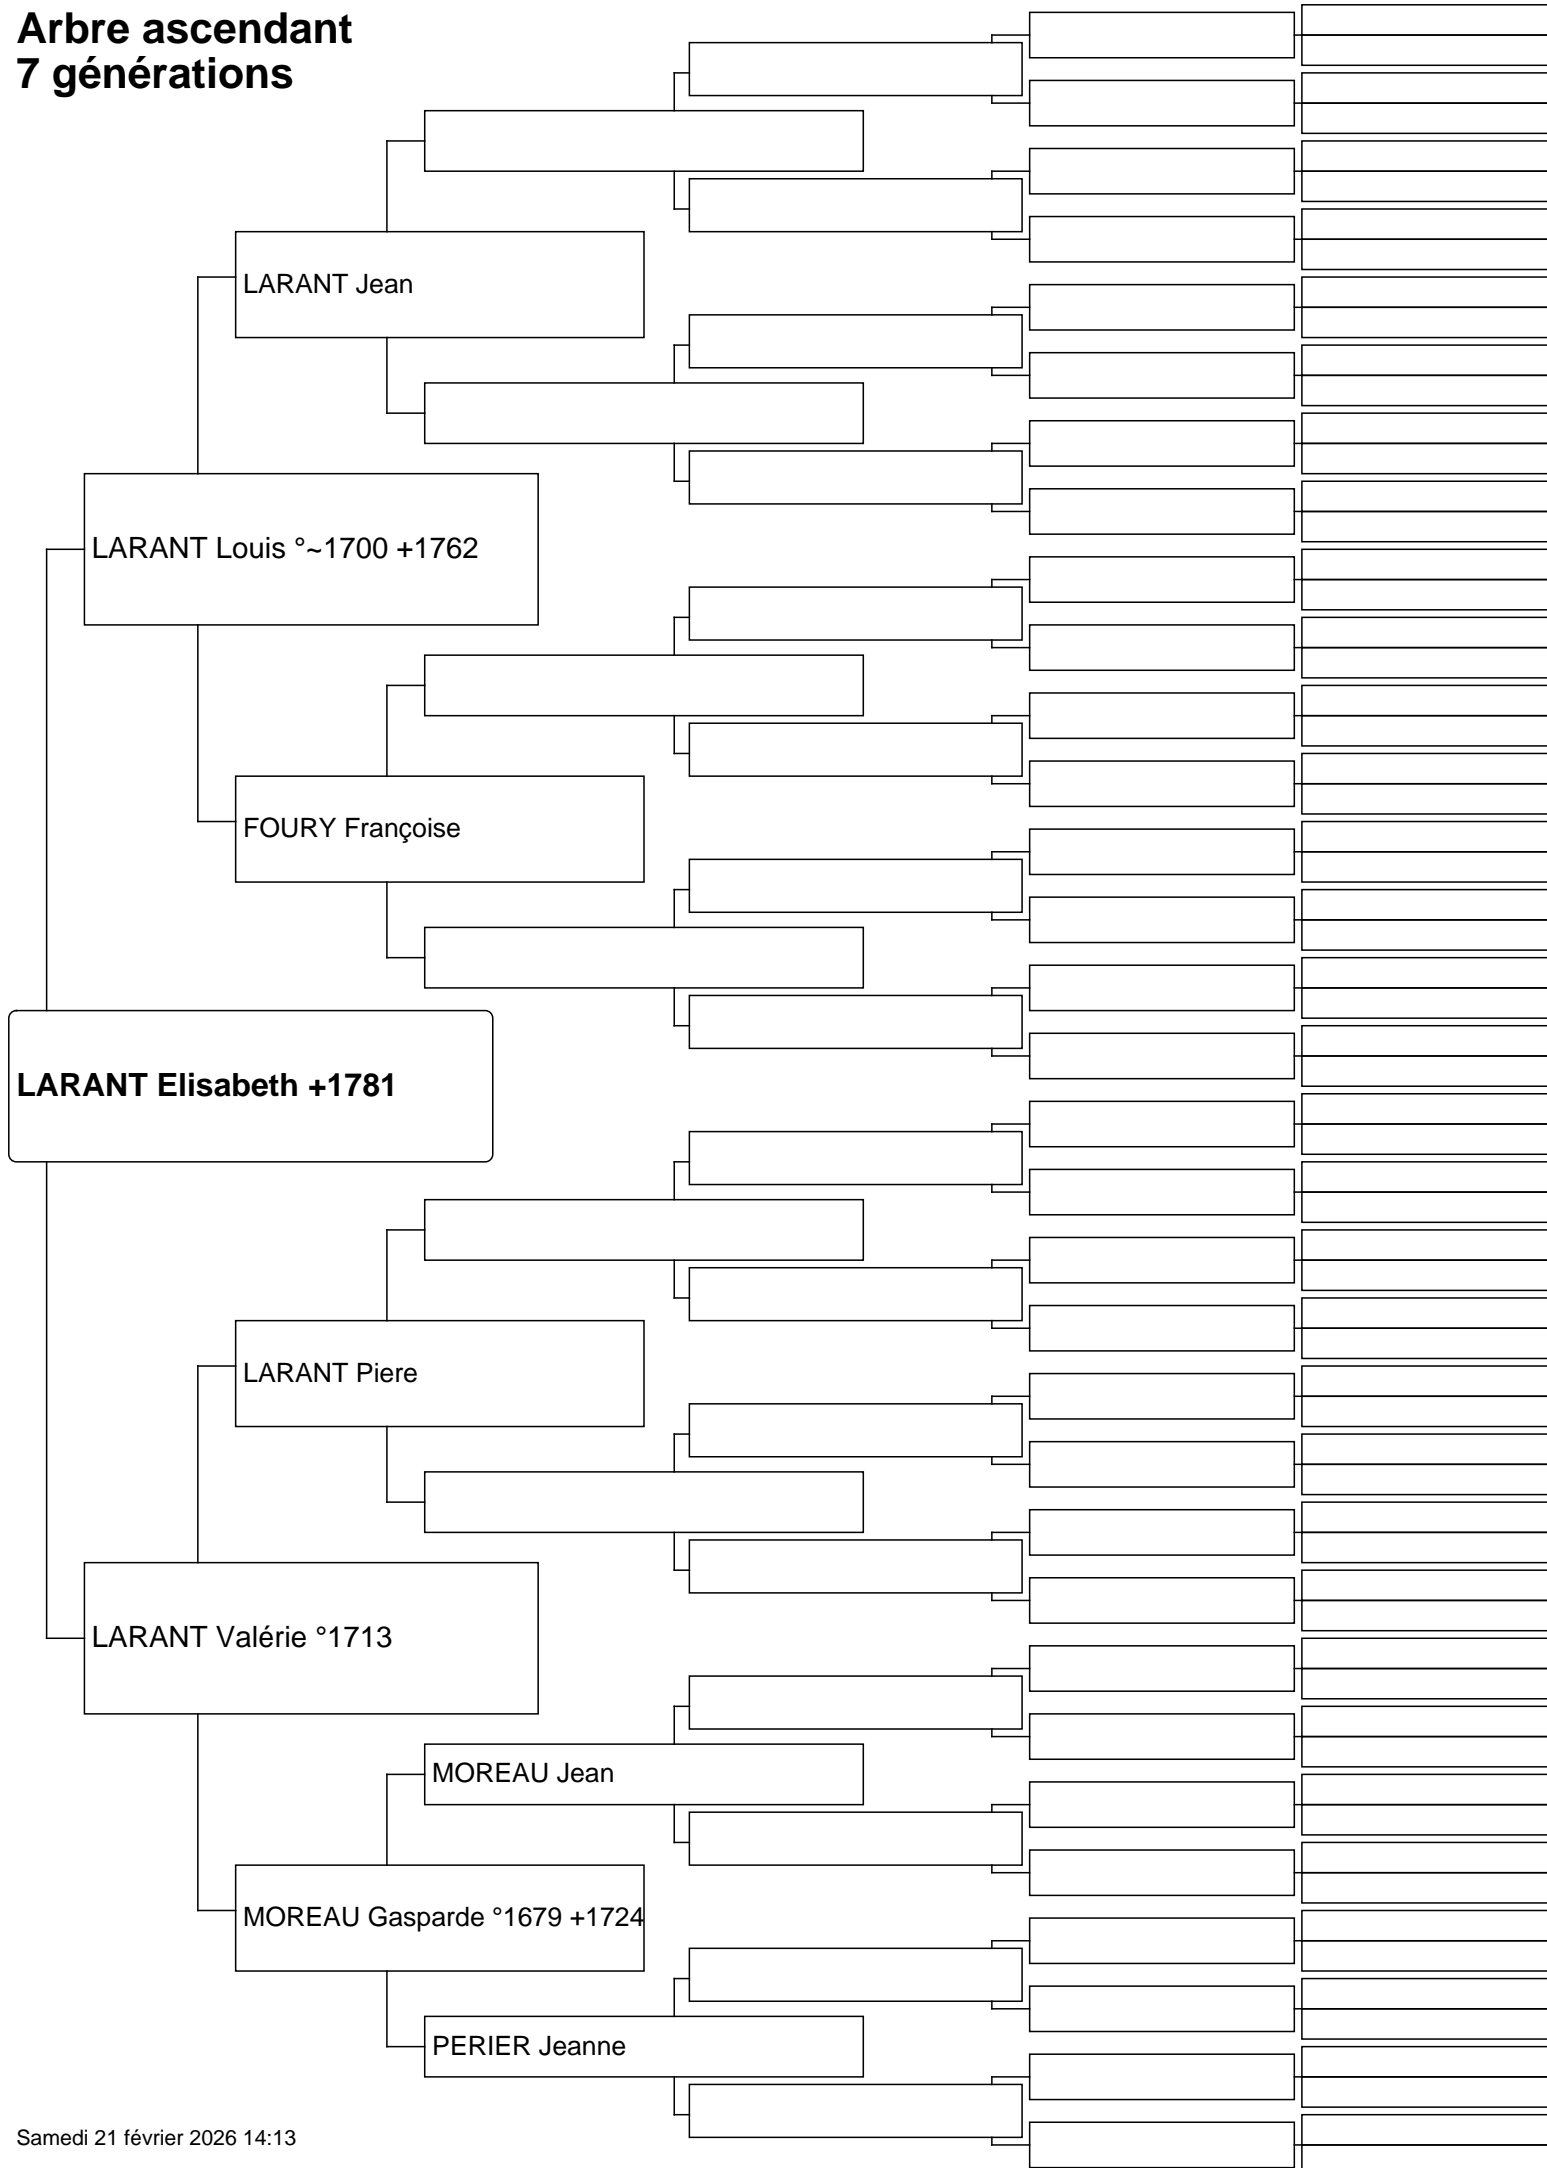 Arbre ascendant
7 générations
LARANT Jean
LARANT Louis °~1700 +1762
FOURY Françoise
LARANT Elisabeth +1781
LARANT Piere
LARANT Valérie °1713
MOREAU Jean
MOREAU Gasparde °1679 +1724
PERIER Jeanne
Samedi 21 février 2026 14:13